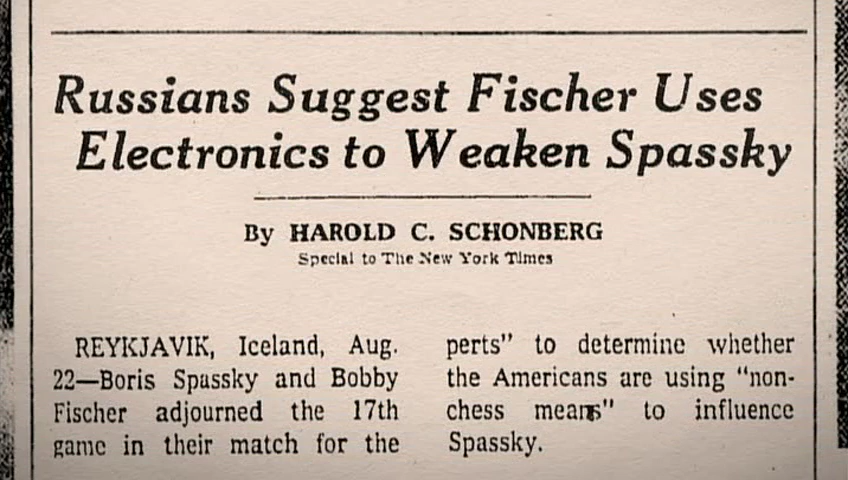 Russians Suggest Fischer Uses
Electronics to Weaken Spassky
By HAROLD C. SCHONBERG
Special to The New York Times
REYKJAVIK, Iceland, Aug.
22—Boris Spassky and Bobby
Fischer adjourned the 17th
game in their match for the
perts” to determine whether
the Americans are using “non-
chess means” to influence
Spassky.